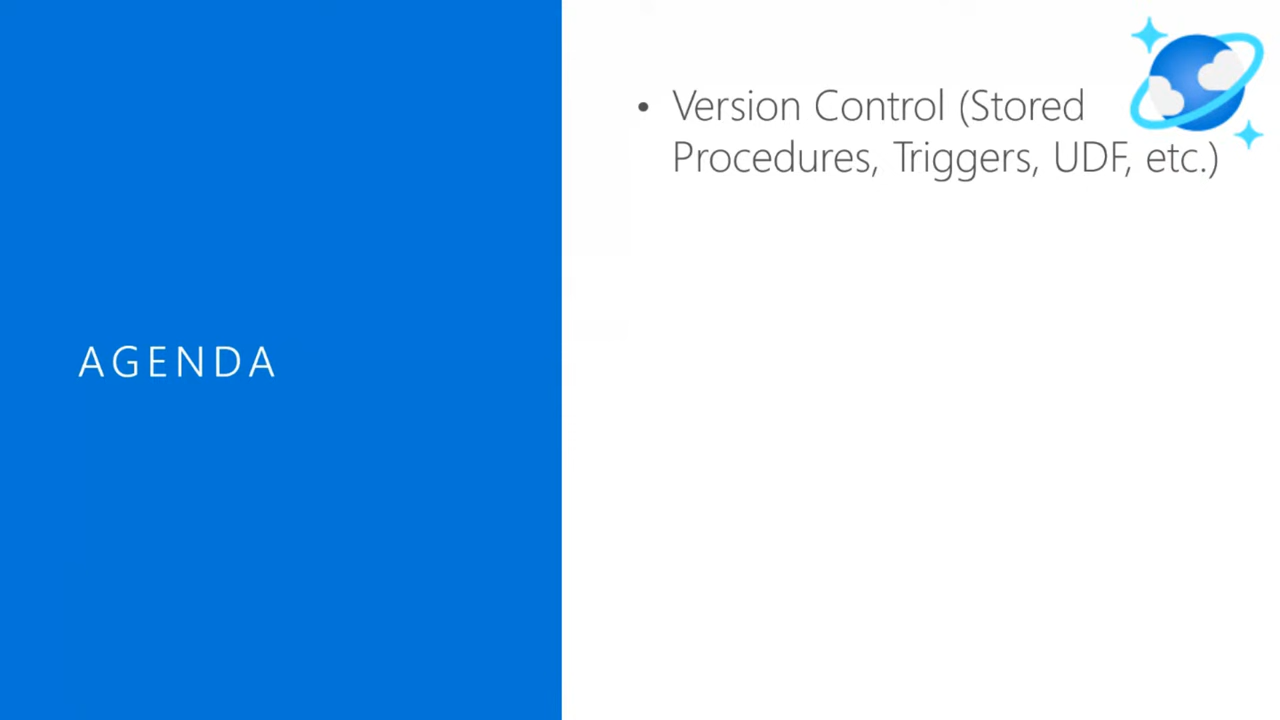 AGENDA
• Version Control (Stored
Procedures, Triggers, UDF, etc.)